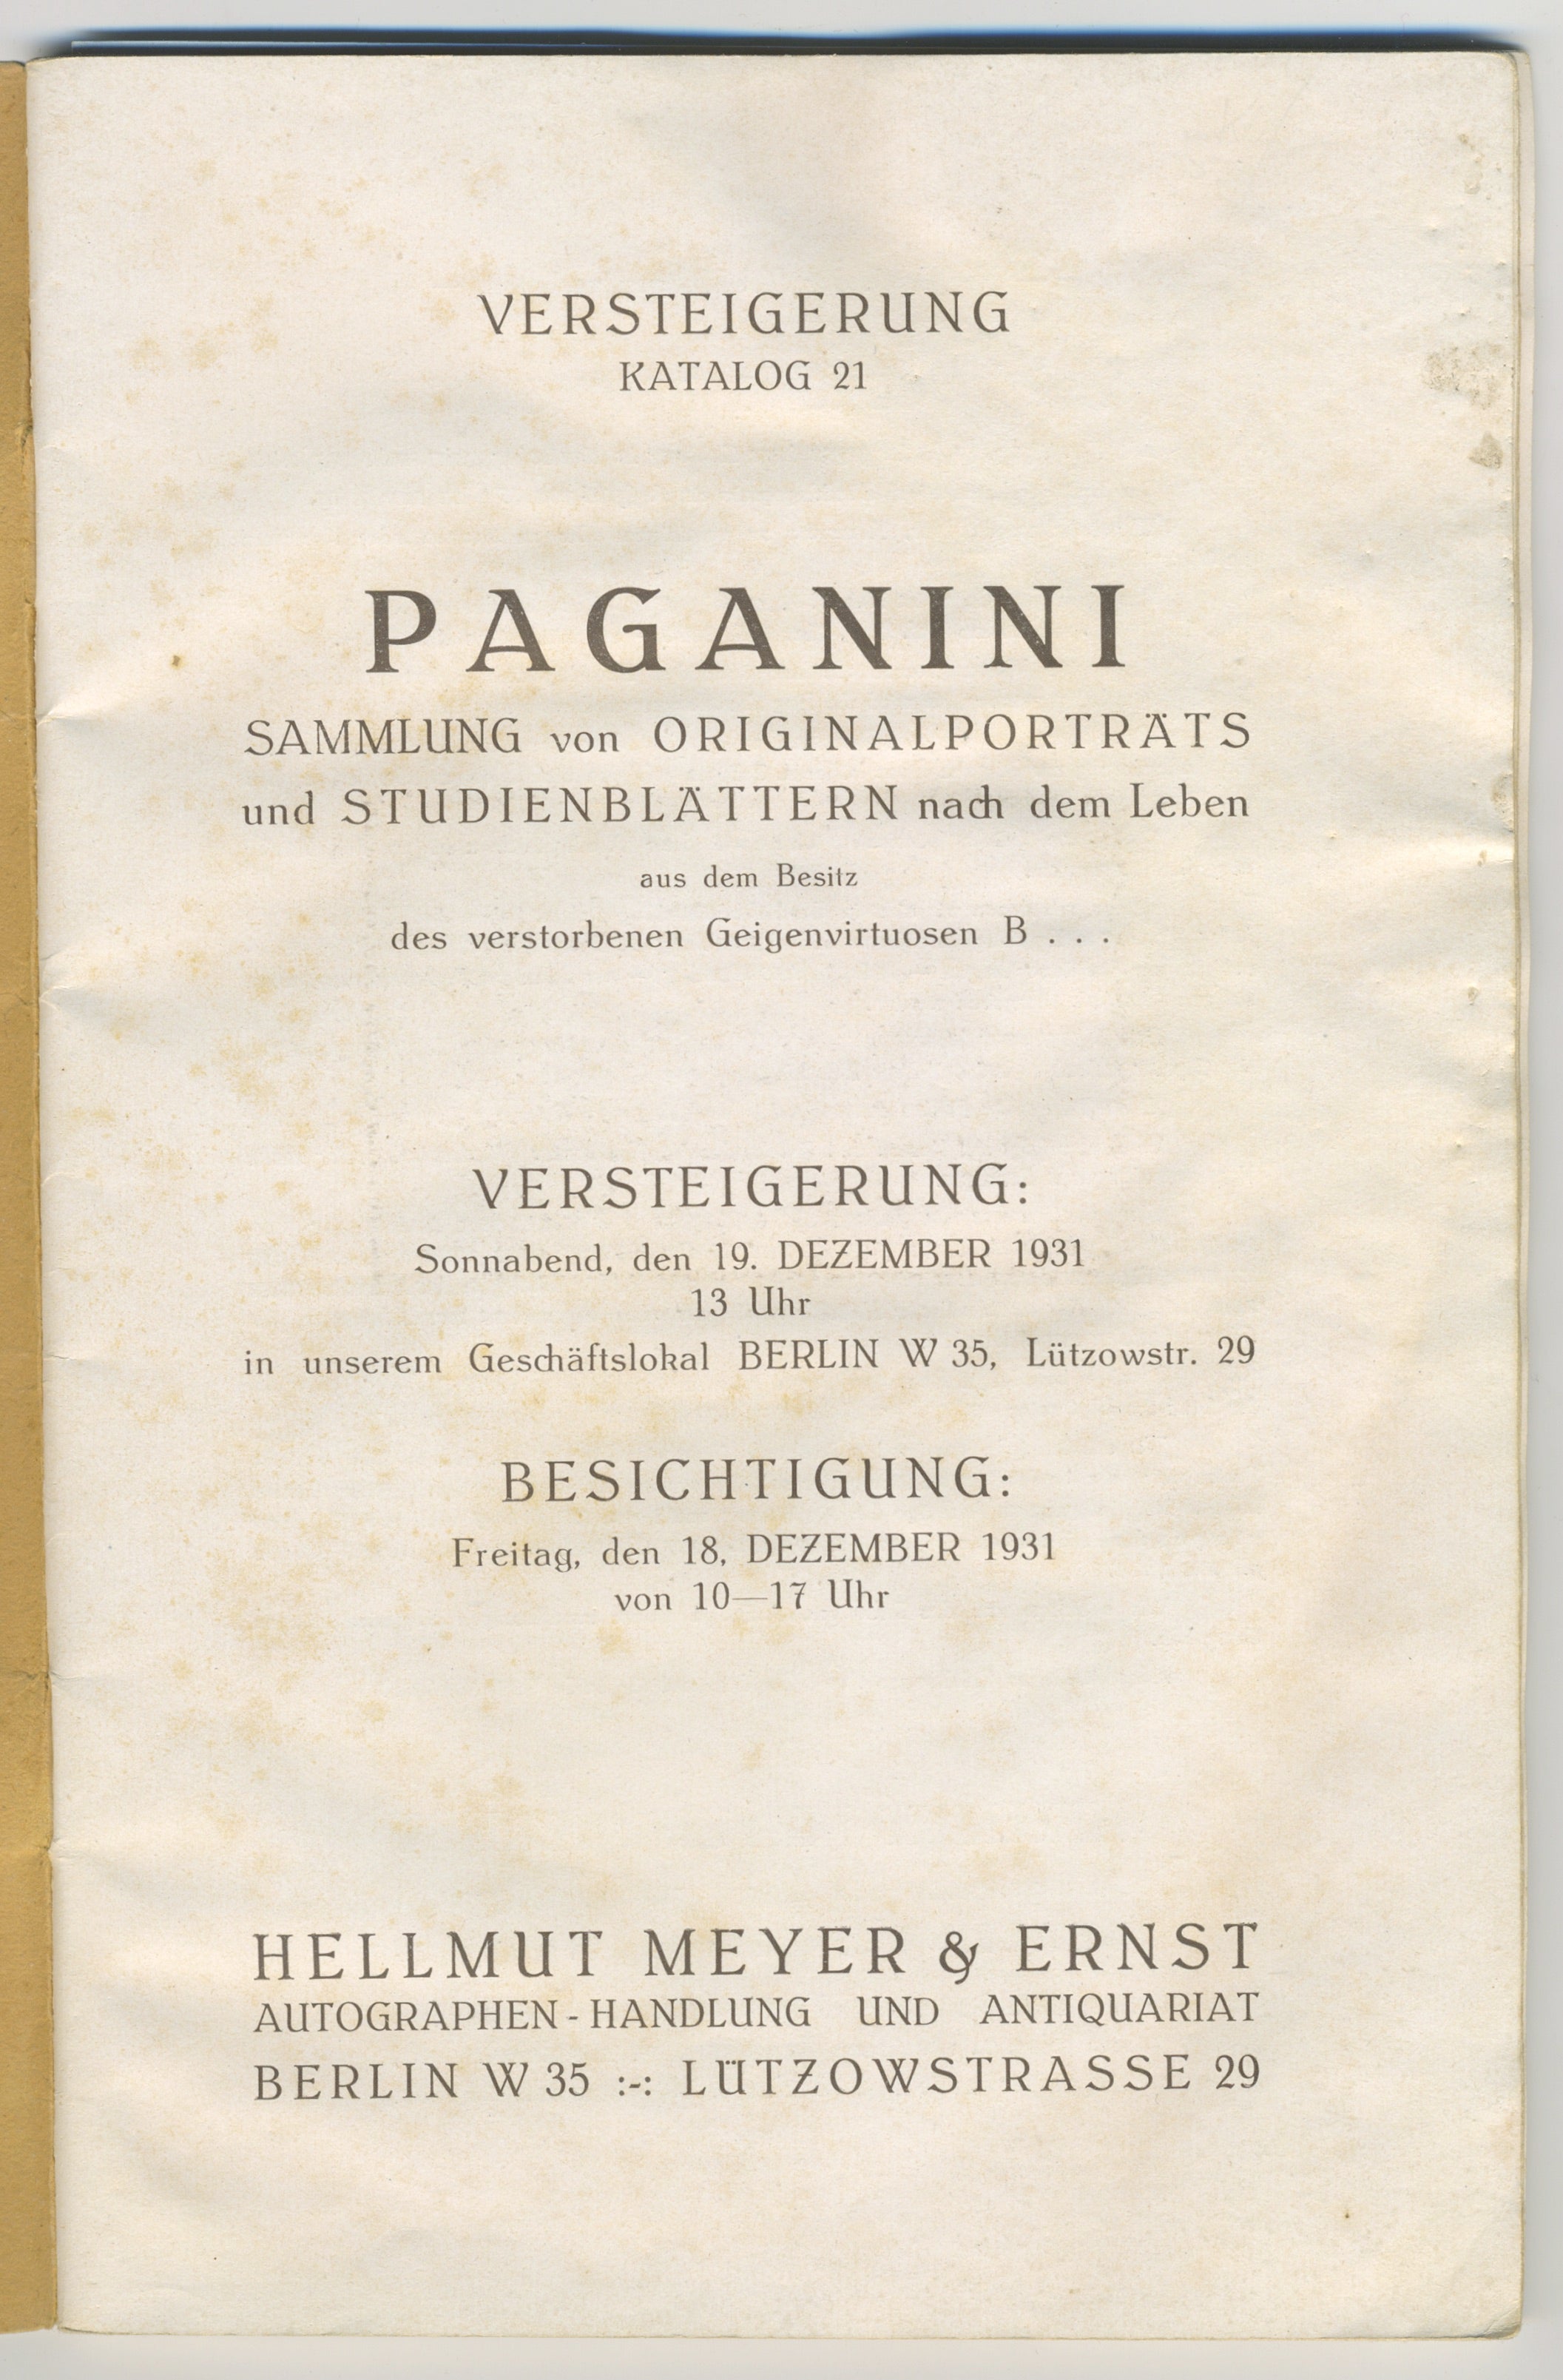 VERSTEIGERUNG
KATALOG 21
PAGANINI
SAMMLUNG von ORIGINALPORTRÄTS
und STUDIENBLÄTTERN nach dem Leben
aus dem Besitz
des verstorbenen Geigenvirtuosen B . . .
VERSTEIGERUNG:
Sonnabend, den 19. DEZEMBER 1931
13 Uhr
in unserem Geschäftslokal BERLIN W 35, Lützowstr. 29
BESICHTIGUNG:
Freitag, den 18. DEZEMBER 1931
von 10—17 Uhr
HELLMUT MEYER & ERNST
AUTOGRAPHEN-HANDLUNG UND ANTIQUARIAT
BERLIN W 35 :-: LÜTZOWSTRASSE 29